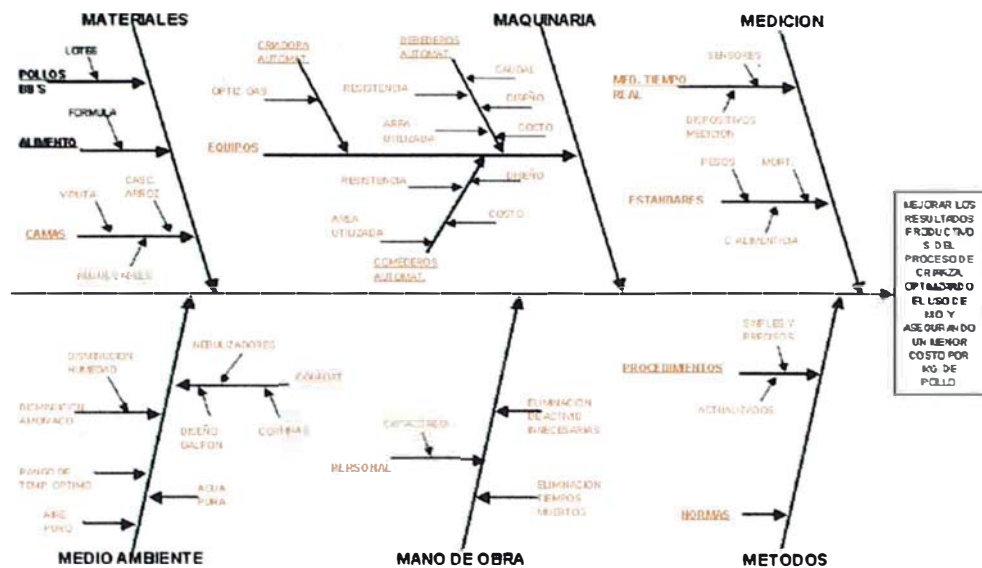 MATERIALES
MAQUINARIA
MEDICION
LOTES
POLLOS
BB'S
FORMULA
ALIMENTO
VIRUTA
CASC.
ARROZ
CAMAS
CRIADORA
AUTOMAT.
OPTIZ. GAS
EQUIPOS
BEBEDEROS
AUTOMAT.
RESISTENCIA
CAUDAL
DISEÑO
AREA
UTILIZADA
COSTO
RESISTENCIA
DISEÑO
AREA
UTILIZADA
COSTO
COMEDEROS
AUTOMAT.
SENSORES
MED. TIEMPO
REAL
DISPOSITIVOS
MEDICION
PESOS
MORT.
ESTANDARES
C. ALIMENTICIA
MEJORAR LOS
RESULTADOS
PRODUCTIVO
S DEL
PROCESO DE
CRIANZA
OPTIMIZANDO
EL USO DE
M.O Y
ASEGURANDO
UN MENOR
COSTO POR
KG. DE
POLLO
DISMINUCION
HUMEDAD
NEBULIZADORES
CONFORT
DISMINUCION
AMONIACO
DISEÑO
GALPON
CORTINAS
RANGO DE
TEMP. OPTIMO
AGUA
PURA
AIRE
PURO
MEDIO AMBIENTE
PERSONAL
ELIMINACION
DE ACTIVID
INNECESARIAS
ELIMINACION
TIEMPOS
MUERTOS
MANO DE OBRA
SIMPLES Y
PRECISOS
PROCEDIMIENTOS
ACTUALIZADOS
NORMAS
METODOS